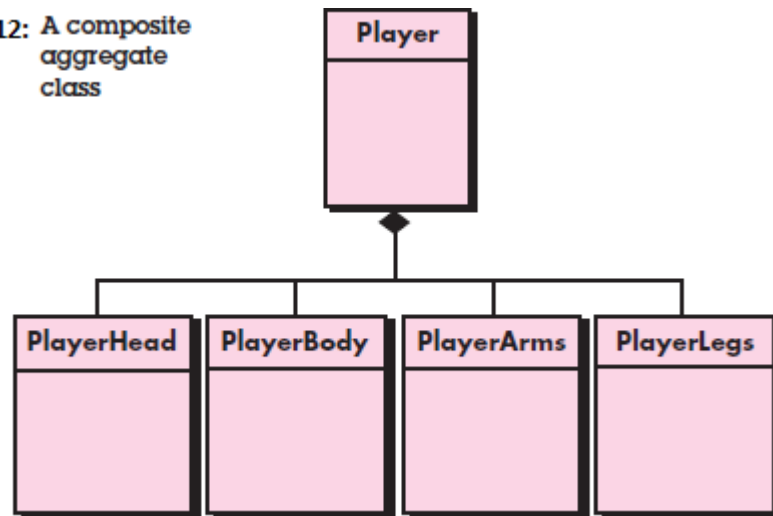 12: A composite
aggregate
class
Player
PlayerHead PlayerBody PlayerArms PlayerLegs